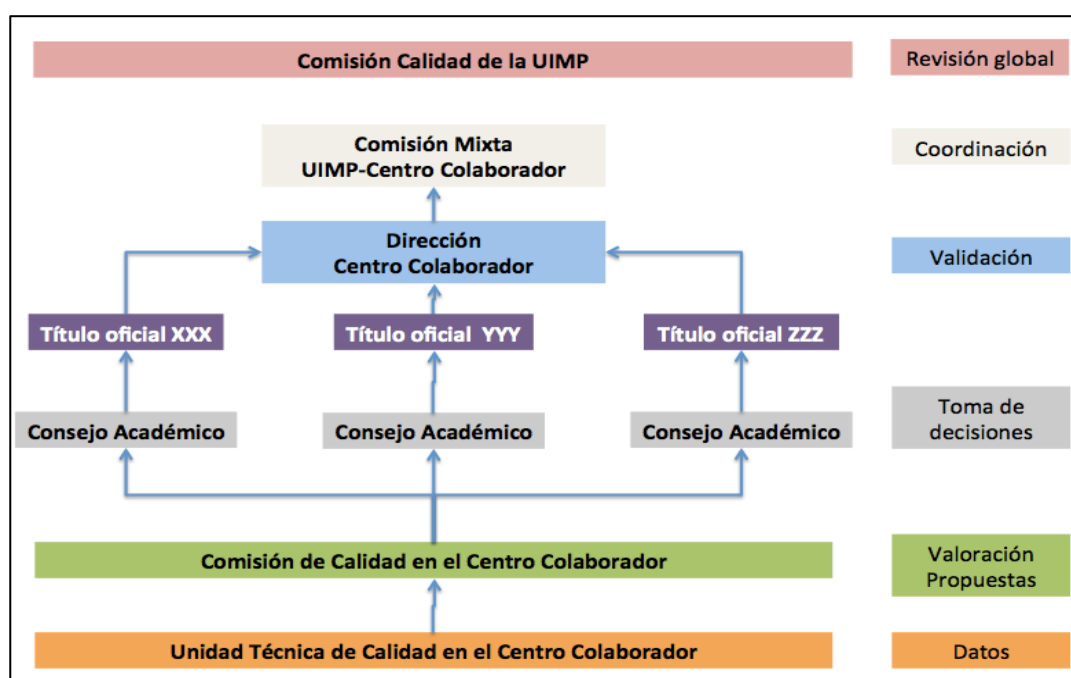 Comisión Calidad de la UIMP
Revisión global
Comisión Mixta
UIMP-Centro Colaborador
Coordinación
Dirección
Centro Colaborador
Validación
Título oficial XXX
Título oficial  YYY
Título oficial ZZZ
Consejo Académico
Consejo Académico
Consejo Académico
Toma de
decisiones
Comisión de Calidad en el Centro Colaborador
Valoración
Propuestas
Unidad Técnica de Calidad en el Centro Colaborador
Datos